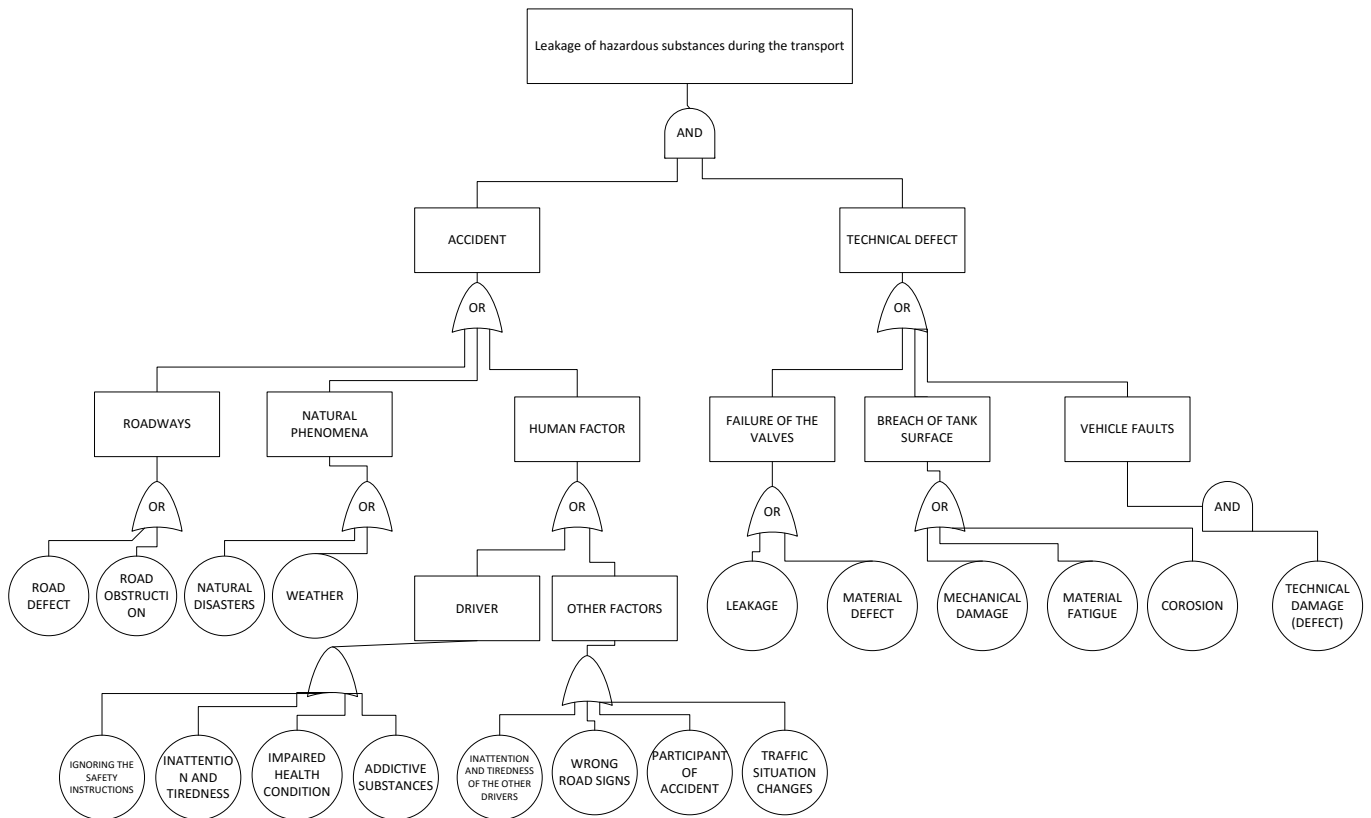 Leakage of hazardous substances during the transport
AND
ACCIDENT
TECHNICAL DEFECT
OR
OR
ROADWAYS
NATURAL
PHENOMENA
HUMAN FACTOR
FAILURE OF THE
VALVES
BREACH OF TANK
SURFACE
VEHICLE FAULTS
OR
OR
OR
OR
OR
AND
ROAD
DEFECT
ROAD
OBSTRUCTI
ON
NATURAL
DISASTERS
WEATHER
DRIVER
OTHER FACTORS
LEAKAGE
MATERIAL
DEFECT
MECHANICAL
DAMAGE
MATERIAL
FATIGUE
COROSION
TECHNICAL
DAMAGE
(DEFECT)
IGNORING THE
SAFETY
INSTRUCTIONS
INATTENTIO
N AND
TIREDNESS
IMPAIRED
HEALTH
CONDITION
ADDICTIVE
SUBSTANCES
INATTENTION
AND TIREDNESS
OF THE OTHER
DRIVERS
WRONG
ROAD SIGNS
PARTICIPANT
OF
ACCIDENT
TRAFFIC
SITUATION
CHANGES